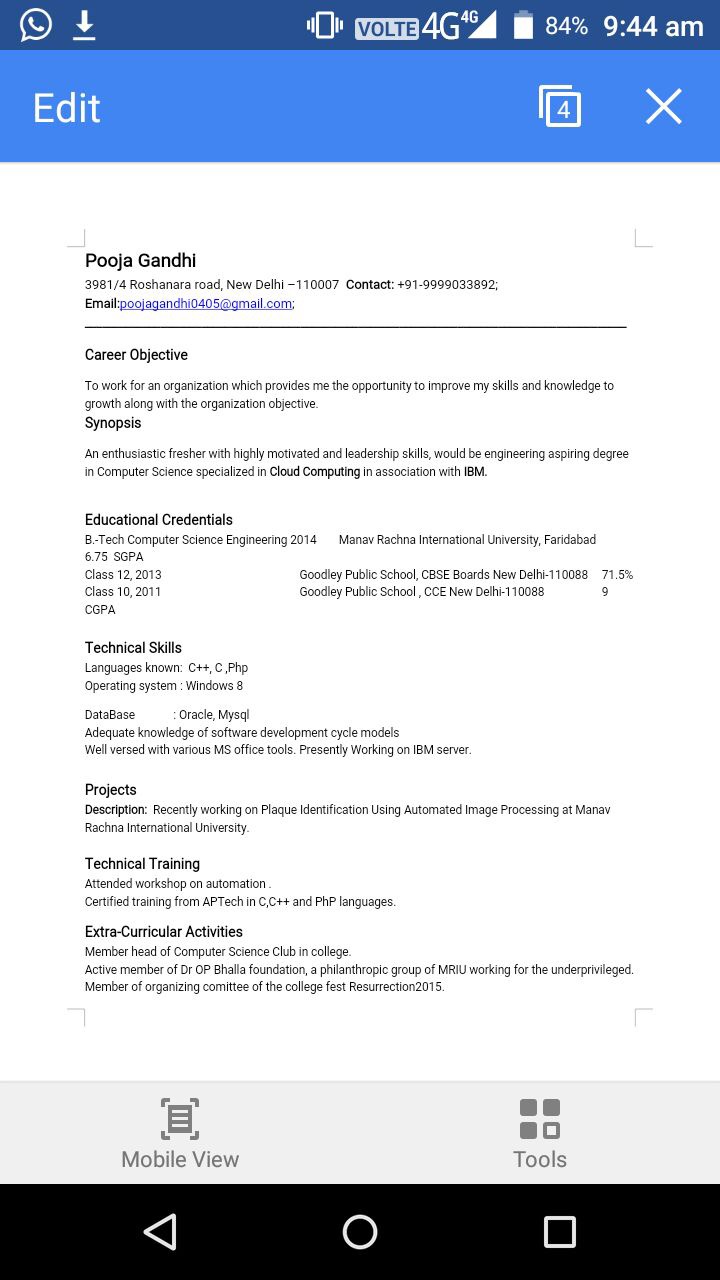 VOLTE 4G 4G 84% 9:44 am
Edit 4
Pooja Gandhi
3981/4 Roshanara road, New Delhi –110007 Contact: +91-9999033892;
Email:poojagandhi0405@gmail.com;
Career Objective
To work for an organization which provides me the opportunity to improve my skills and knowledge to
growth along with the organization objective.
Synopsis
An enthusiastic fresher with highly motivated and leadership skills, would be engineering aspiring degree
in Computer Science specialized in Cloud Computing in association with IBM.
Educational Credentials
B.-Tech Computer Science Engineering 2014 Manav Rachna International University, Faridabad
6.75 SGPA
Class 12, 2013 Goodley Public School, CBSE Boards New Delhi-110088 71.5%
Class 10, 2011 Goodley Public School , CCE New Delhi-110088 9
CGPA
Technical Skills
Languages known: C++, C ,Php
Operating system : Windows 8
DataBase : Oracle, Mysql
Adequate knowledge of software development cycle models
Well versed with various MS office tools. Presently Working on IBM server.
Projects
Description: Recently working on Plaque Identification Using Automated Image Processing at Manav
Rachna International University.
Technical Training
Attended workshop on automation .
Certified training from APTech in C,C++ and PhP languages.
Extra-Curricular Activities
Member head of Computer Science Club in college.
Active member of Dr OP Bhalla foundation, a philanthropic group of MRIU working for the underprivileged.
Member of organizing comittee of the college fest Resurrection2015.
Mobile View Tools